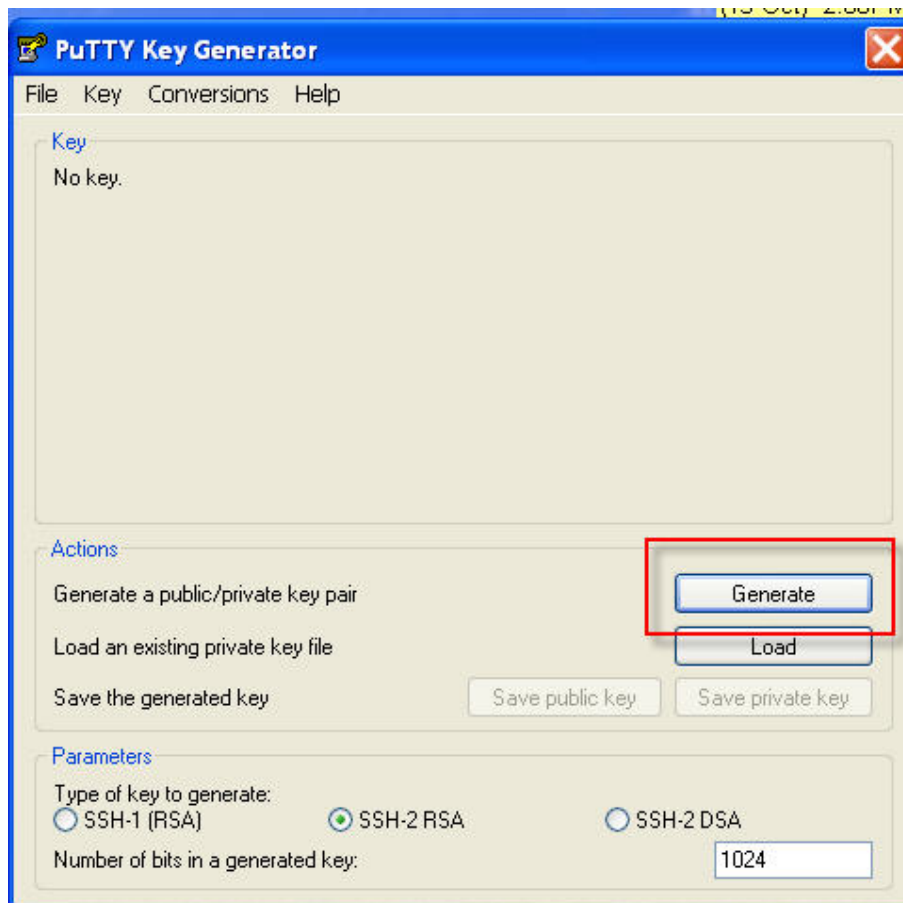 PuTTY Key Generator
File Key Conversions Help
Key
No key.
Actions
Generate a public/private key pair
Generate
Load an existing private key file
Load
Save the generated key
Save public key
Save private key
Parameters
Type of key to generate:
SSH-1 (RSA) SSH-2 RSA SSH-2 DSA
Number of bits in a generated key:
1024